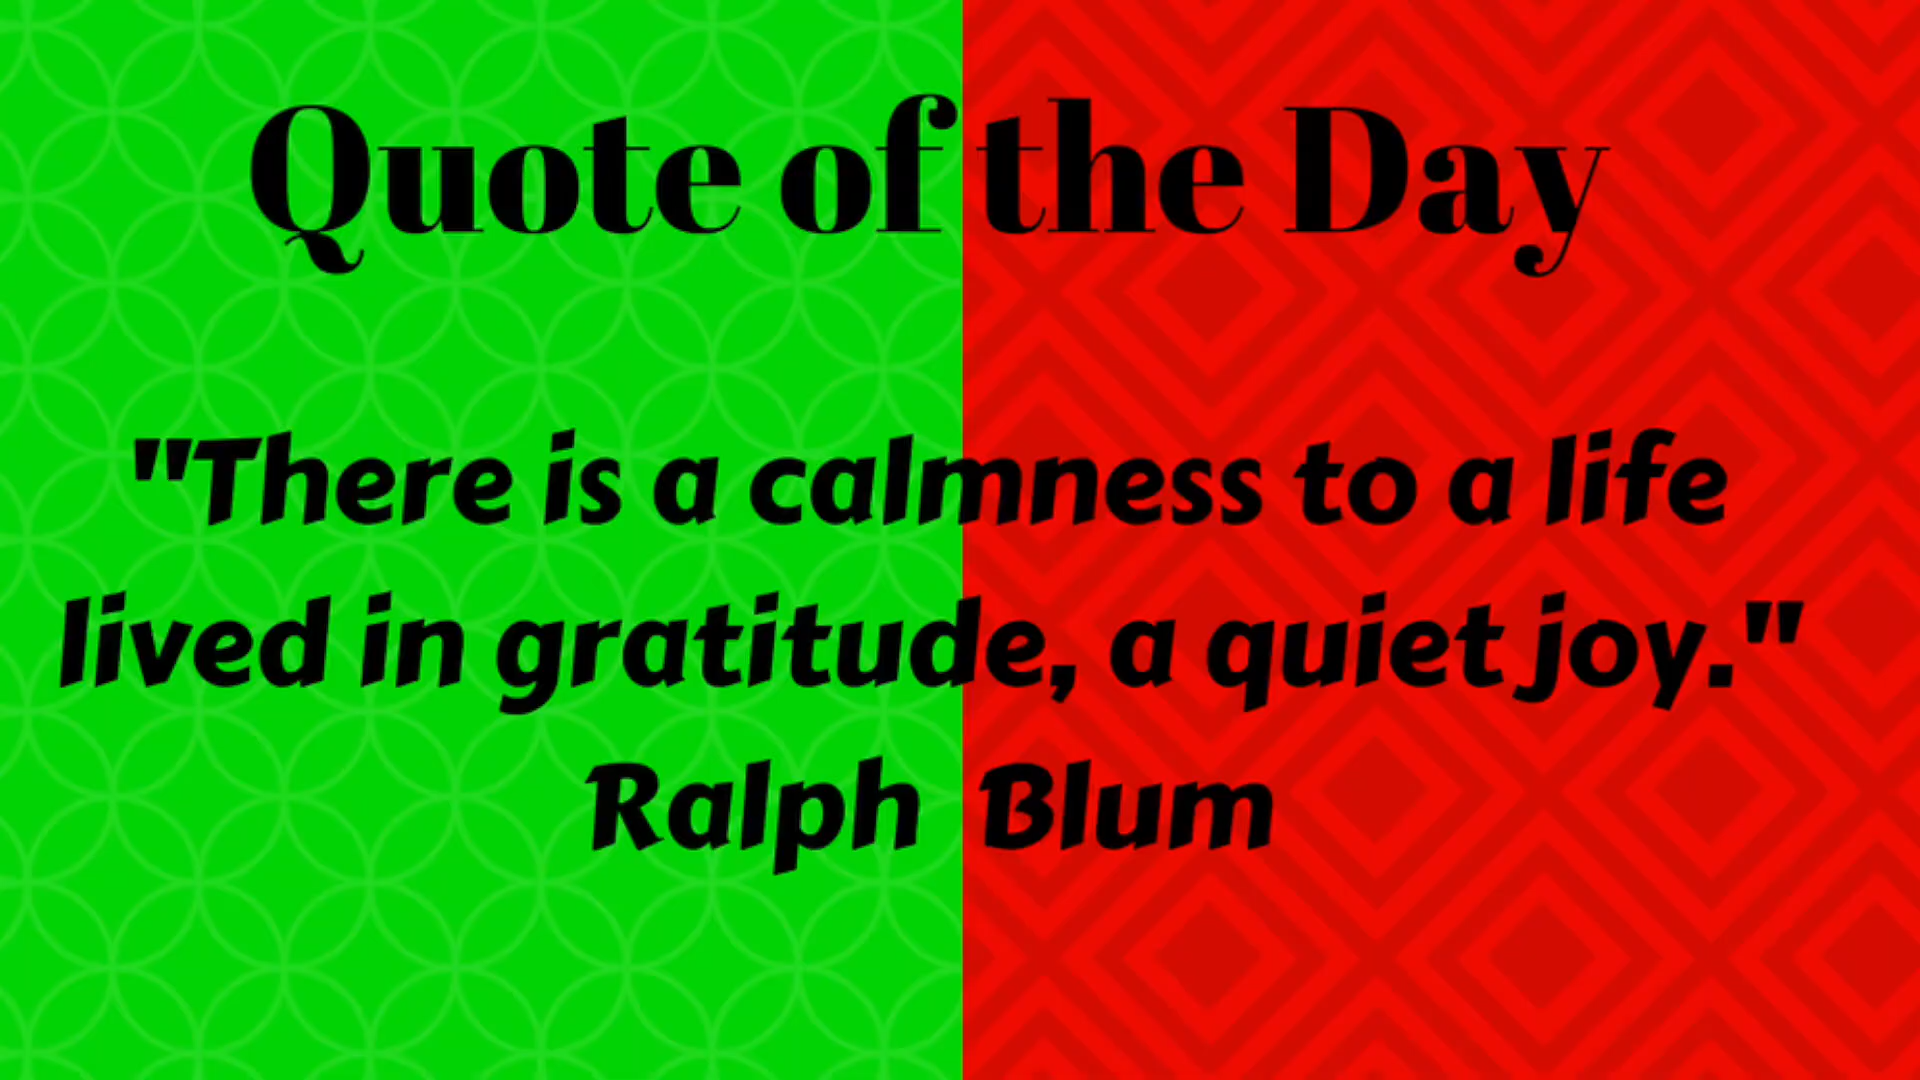 Quote of the Day
"There is a calmness to a life
lived in gratitude, a quiet joy."
Ralph Blum